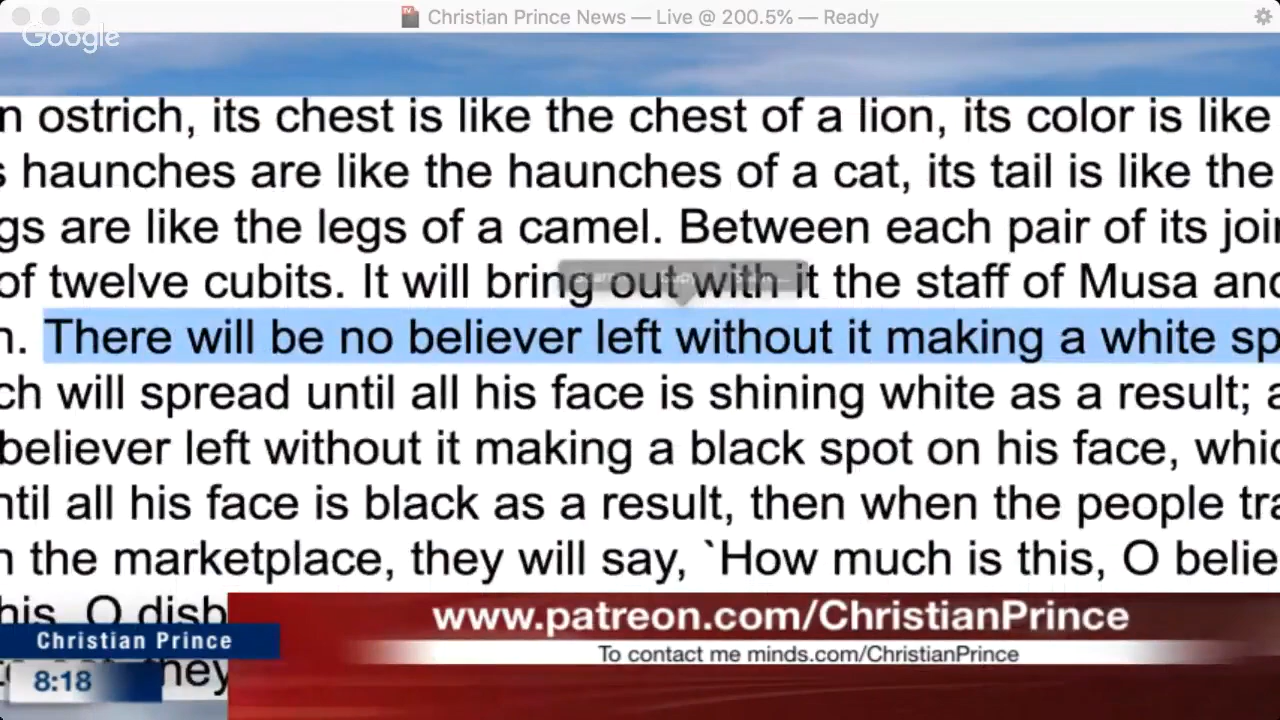 Christian Prince News — Live @ 200.5% — Ready
Google
n ostrich, its chest is like the chest of a lion, its color is like
s haunches are like the haunches of a cat, its tail is like the
gs are like the legs of a camel. Between each pair of its joi
of twelve cubits. It will bring out with it the staff of Musa and
n. There will be no believer left without it making a white sp
ch will spread until all his face is shining white as a result; a
believer left without it making a black spot on his face, whic
ntil all his face is black as a result, then when the people tra
n the marketplace, they will say, `How much is this, O belie
his, O disb
they
www.patreon.com/ChristianPrince
To contact me minds.com/ChristianPrince
Christian Prince
8:18